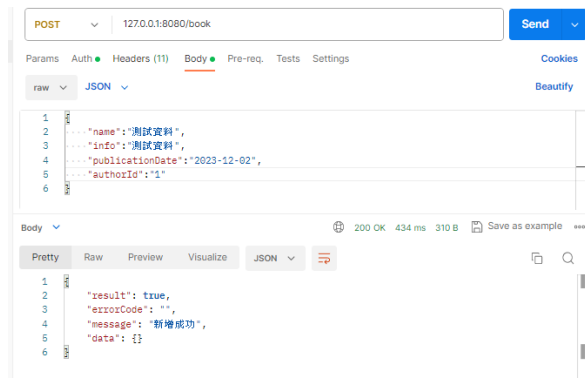 POST 127.0.0.1:8080/book Send
Params Auth Headers (11) Body Pre-req. Tests Settings Cookies
raw JSON Beautify
1 {
2 "name":"測試資料",
3 "info":"測試資料",
4 "publicationDate":"2023-12-02",
5 "authorId":"1"
6 }
Body 200 OK 434 ms 310 B Save as example
Pretty Raw Preview Visualize JSON
1 {
2 "result": true,
3 "errorCode": "",
4 "message": "新增成功",
5 "data": {}
6 }